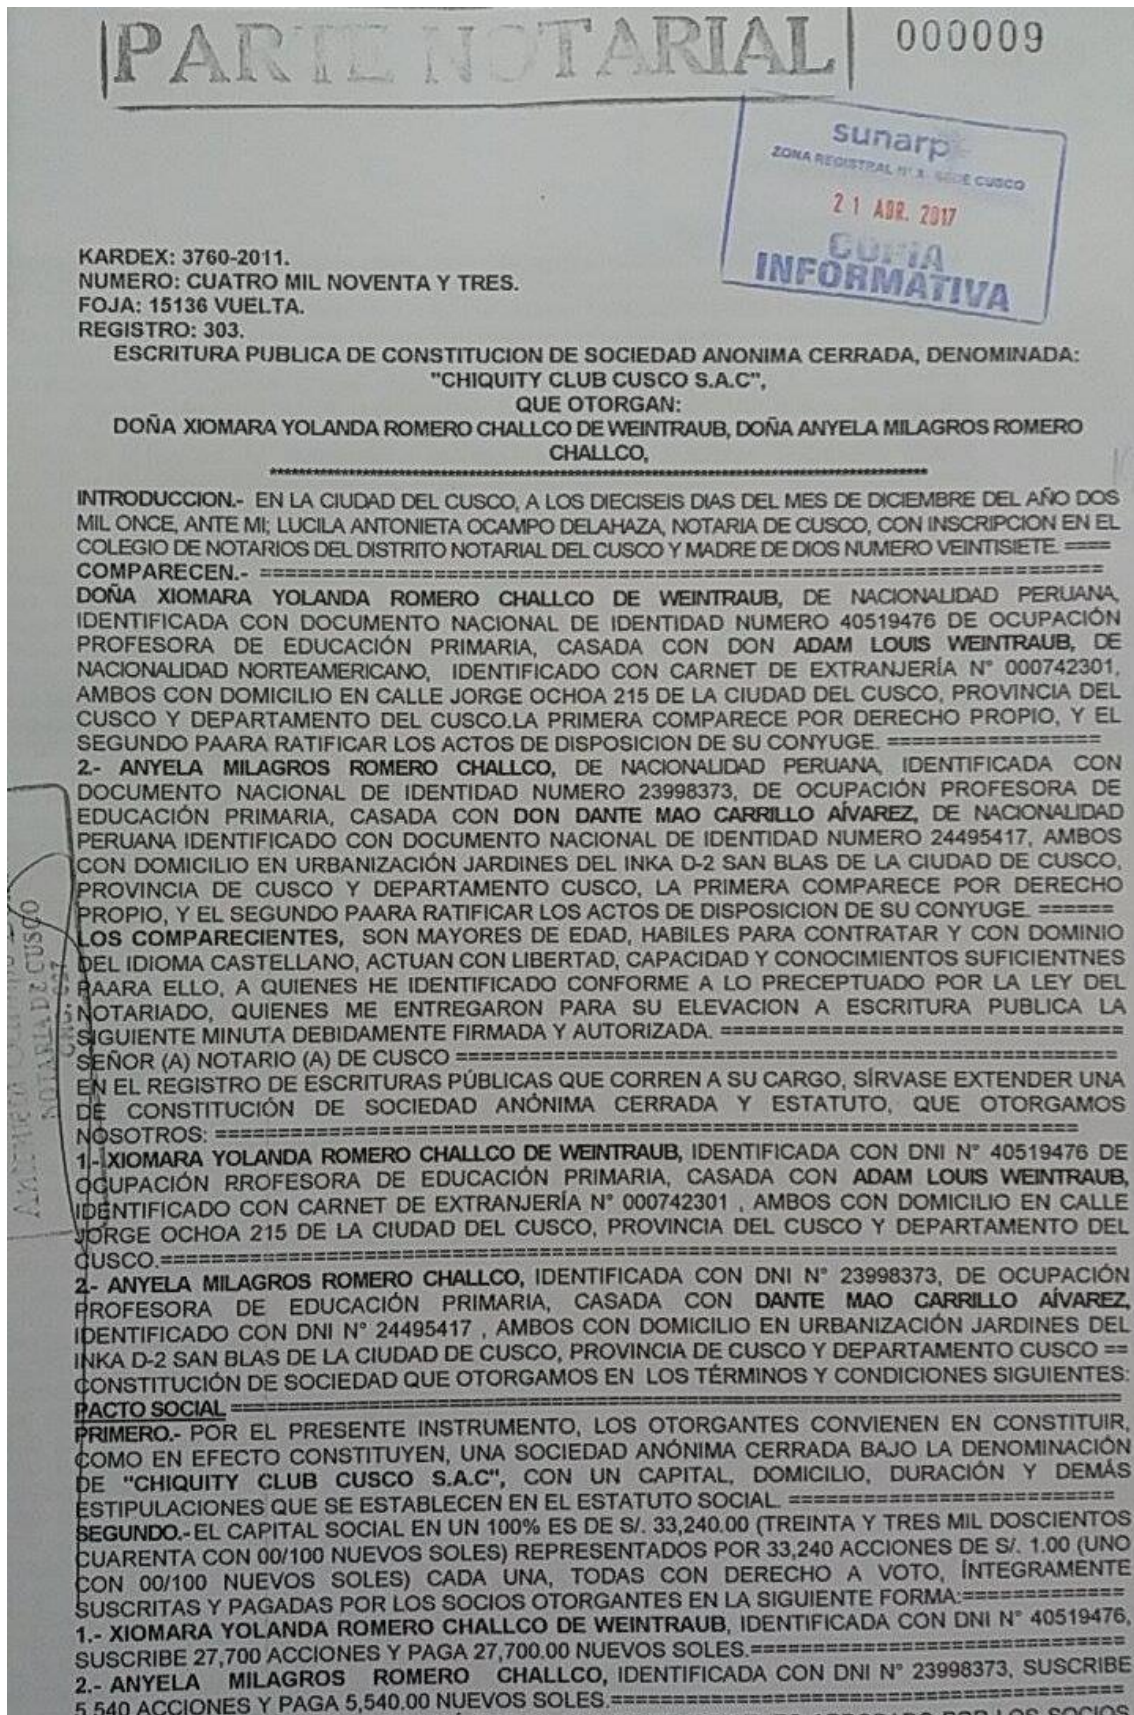 PARTE NOTARIAL
000009
sunarp
ZONA REGISTRAL N° X - SEDE CUSCO
21 ABR. 2017
COPIA
INFORMATIVA
KARDEX: 3760-2011.
NUMERO: CUATRO MIL NOVENTA Y TRES.
FOJA: 15136 VUELTA.
REGISTRO: 303.
ESCRITURA PUBLICA DE CONSTITUCION DE SOCIEDAD ANONIMA CERRADA, DENOMINADA:
"CHIQUITY CLUB CUSCO S.A.C",
QUE OTORGAN:
DOÑA XIOMARA YOLANDA ROMERO CHALLCO DE WEINTRAUB, DOÑA ANYELA MILAGROS ROMERO
CHALLCO,
************************************************************
INTRODUCCION.- EN LA CIUDAD DEL CUSCO, A LOS DIECISEIS DIAS DEL MES DE DICIEMBRE DEL AÑO DOS
MIL ONCE, ANTE MI; LUCILA ANTONIETA OCAMPO DELAHAZA, NOTARIA DE CUSCO, CON INSCRIPCION EN EL
COLEGIO DE NOTARIOS DEL DISTRITO NOTARIAL DEL CUSCO Y MADRE DE DIOS NUMERO VEINTISIETE. ====
COMPARECEN.- ==================================================
DOÑA XIOMARA YOLANDA ROMERO CHALLCO DE WEINTRAUB, DE NACIONALIDAD PERUANA,
IDENTIFICADA CON DOCUMENTO NACIONAL DE IDENTIDAD NUMERO 40519476 DE OCUPACIÓN
PROFESORA DE EDUCACIÓN PRIMARIA, CASADA CON DON ADAM LOUIS WEINTRAUB, DE
NACIONALIDAD NORTEAMERICANO, IDENTIFICADO CON CARNET DE EXTRANJERÍA N° 000742301,
AMBOS CON DOMICILIO EN CALLE JORGE OCHOA 215 DE LA CIUDAD DEL CUSCO, PROVINCIA DEL
CUSCO Y DEPARTAMENTO DEL CUSCO.LA PRIMERA COMPARECE POR DERECHO PROPIO, Y EL
SEGUNDO PAARA RATIFICAR LOS ACTOS DE DISPOSICION DE SU CONYUGE. =================
2.- ANYELA MILAGROS ROMERO CHALLCO, DE NACIONALIDAD PERUANA, IDENTIFICADA CON
DOCUMENTO NACIONAL DE IDENTIDAD NUMERO 23998373, DE OCUPACIÓN PROFESORA DE
EDUCACIÓN PRIMARIA, CASADA CON DON DANTE MAO CARRILLO AÍVAREZ, DE NACIONALIDAD
PERUANA IDENTIFICADO CON DOCUMENTO NACIONAL DE IDENTIDAD NUMERO 24495417, AMBOS
CON DOMICILIO EN URBANIZACIÓN JARDINES DEL INKA D-2 SAN BLAS DE LA CIUDAD DE CUSCO,
PROVINCIA DE CUSCO Y DEPARTAMENTO CUSCO, LA PRIMERA COMPARECE POR DERECHO
PROPIO, Y EL SEGUNDO PAARA RATIFICAR LOS ACTOS DE DISPOSICION DE SU CONYUGE. ======
LOS COMPARECIENTES, SON MAYORES DE EDAD, HABILES PARA CONTRATAR Y CON DOMINIO
DEL IDIOMA CASTELLANO, ACTUAN CON LIBERTAD, CAPACIDAD Y CONOCIMIENTOS SUFICIENTNES
PAARA ELLO, A QUIENES HE IDENTIFICADO CONFORME A LO PRECEPTUADO POR LA LEY DEL
NOTARIADO, QUIENES ME ENTREGARON PARA SU ELEVACION A ESCRITURA PUBLICA LA
SIGUIENTE MINUTA DEBIDAMENTE FIRMADA Y AUTORIZADA. ================================
SEÑOR (A) NOTARIO (A) DE CUSCO ==================================================
EN EL REGISTRO DE ESCRITURAS PÚBLICAS QUE CORREN A SU CARGO, SÍRVASE EXTENDER UNA
DE CONSTITUCIÓN DE SOCIEDAD ANÓNIMA CERRADA Y ESTATUTO, QUE OTORGAMOS
NOSOTROS: ==================================================
1.- XIOMARA YOLANDA ROMERO CHALLCO DE WEINTRAUB, IDENTIFICADA CON DNI N° 40519476 DE
OCUPACIÓN RROFESORA DE EDUCACIÓN PRIMARIA, CASADA CON ADAM LOUIS WEINTRAUB,
IDENTIFICADO CON CARNET DE EXTRANJERÍA N° 000742301 , AMBOS CON DOMICILIO EN CALLE
JORGE OCHOA 215 DE LA CIUDAD DEL CUSCO, PROVINCIA DEL CUSCO Y DEPARTAMENTO DEL
CUSCO.==================================================
2.- ANYELA MILAGROS ROMERO CHALLCO, IDENTIFICADA CON DNI N° 23998373, DE OCUPACIÓN
PROFESORA DE EDUCACIÓN PRIMARIA, CASADA CON DANTE MAO CARRILLO AÍVAREZ,
IDENTIFICADO CON DNI N° 24495417 , AMBOS CON DOMICILIO EN URBANIZACIÓN JARDINES DEL
INKA D-2 SAN BLAS DE LA CIUDAD DE CUSCO, PROVINCIA DE CUSCO Y DEPARTAMENTO CUSCO ==
CONSTITUCIÓN DE SOCIEDAD QUE OTORGAMOS EN LOS TÉRMINOS Y CONDICIONES SIGUIENTES:
PACTO SOCIAL ==================================================
PRIMERO.- POR EL PRESENTE INSTRUMENTO, LOS OTORGANTES CONVIENEN EN CONSTITUIR,
COMO EN EFECTO CONSTITUYEN, UNA SOCIEDAD ANÓNIMA CERRADA BAJO LA DENOMINACIÓN
DE "CHIQUITY CLUB CUSCO S.A.C", CON UN CAPITAL, DOMICILIO, DURACIÓN Y DEMÁS
ESTIPULACIONES QUE SE ESTABLECEN EN EL ESTATUTO SOCIAL. ==========================
SEGUNDO.- EL CAPITAL SOCIAL EN UN 100% ES DE S/. 33,240.00 (TREINTA Y TRES MIL DOSCIENTOS
CUARENTA CON 00/100 NUEVOS SOLES) REPRESENTADOS POR 33,240 ACCIONES DE S/. 1.00 (UNO
CON 00/100 NUEVOS SOLES) CADA UNA, TODAS CON DERECHO A VOTO, ÍNTEGRAMENTE
SUSCRITAS Y PAGADAS POR LOS SOCIOS OTORGANTES EN LA SIGUIENTE FORMA:=============
1.- XIOMARA YOLANDA ROMERO CHALLCO DE WEINTRAUB, IDENTIFICADA CON DNI N° 40519476,
SUSCRIBE 27,700 ACCIONES Y PAGA 27,700.00 NUEVOS SOLES.==============================
2.- ANYELA MILAGROS ROMERO CHALLCO, IDENTIFICADA CON DNI N° 23998373, SUSCRIBE
5,540 ACCIONES Y PAGA 5,540.00 NUEVOS SOLES.========================================
POR LOS SOCIOS
NOTARIA DE CUSCO